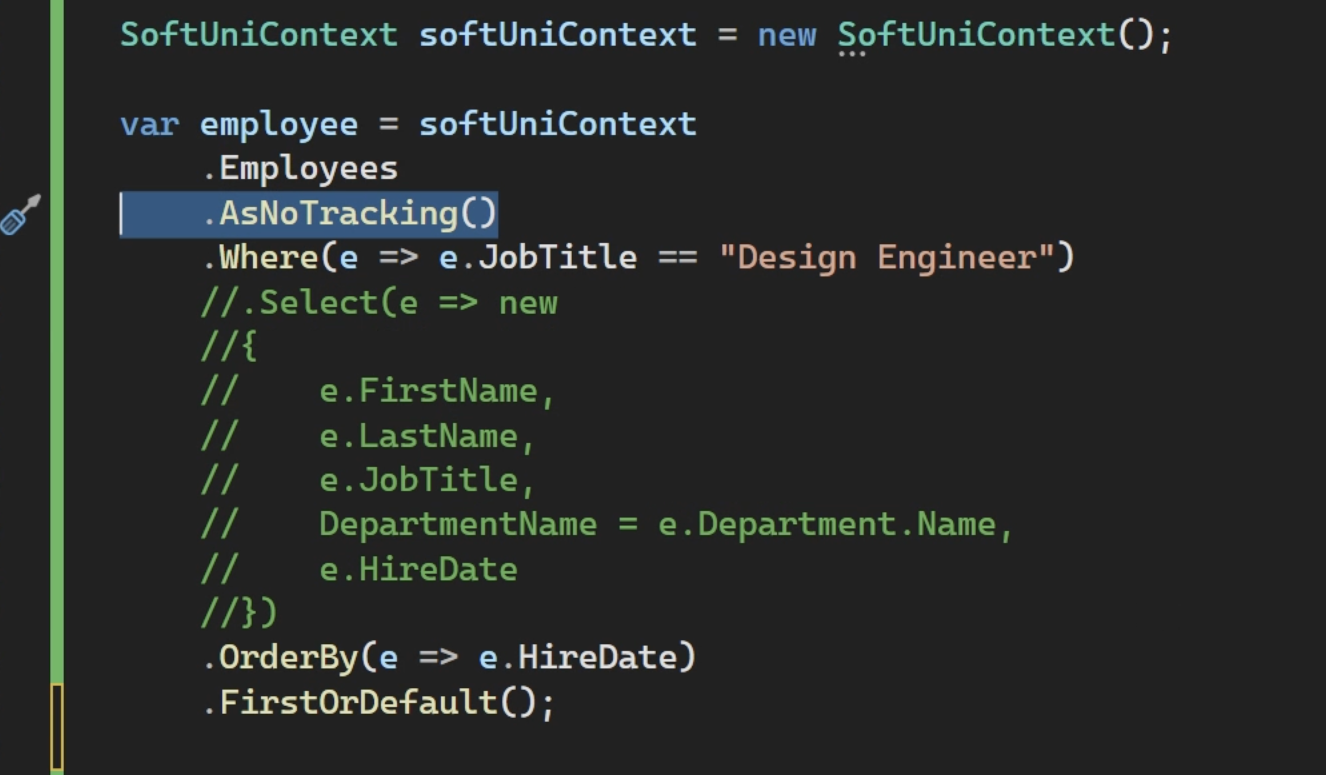 SoftUniContext softUniContext = new SoftUniContext();
var employee = softUniContext
.Employees
.AsNoTracking()
.Where(e => e.JobTitle == "Design Engineer")
//.Select(e => new
//{
//    e.FirstName,
//    e.LastName,
//    e.JobTitle,
//    DepartmentName = e.Department.Name,
//    e.HireDate
//})
.OrderBy(e => e.HireDate)
.FirstOrDefault();